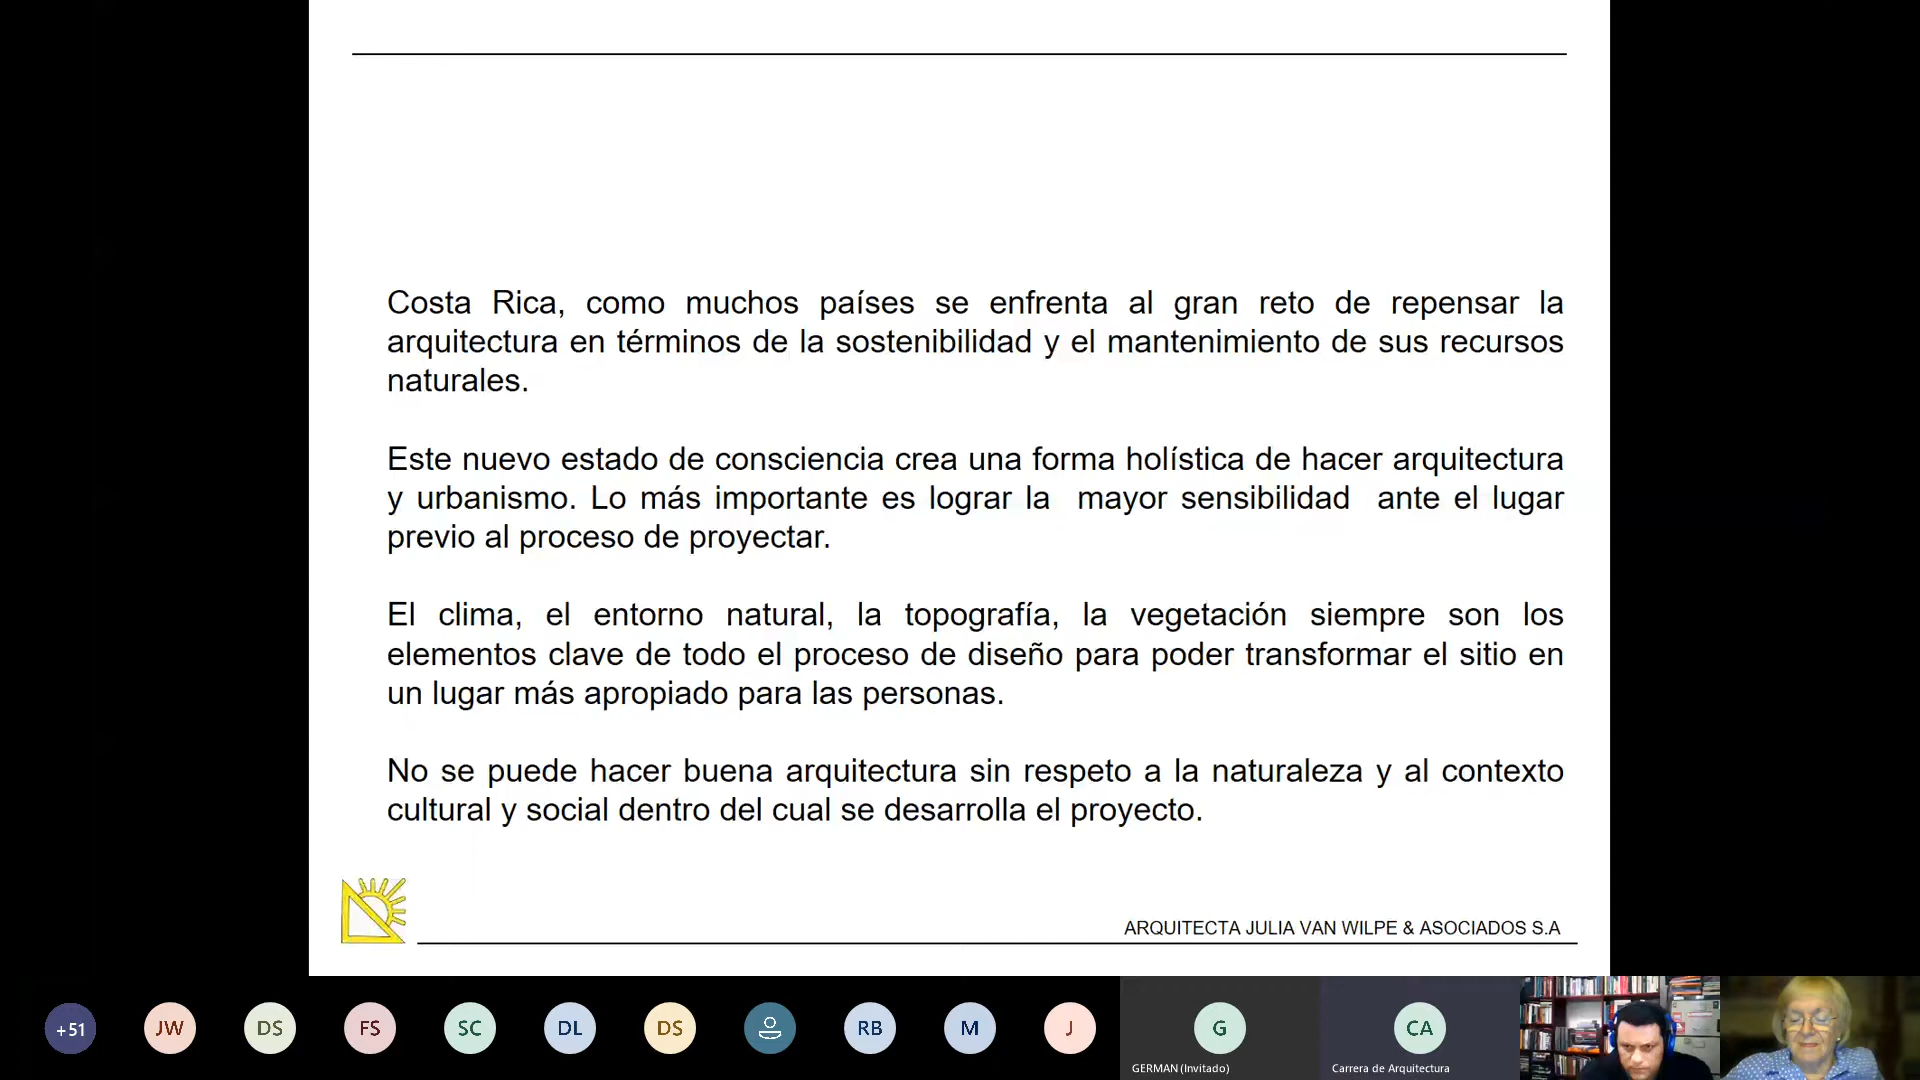 Costa Rica, como muchos países se enfrenta al gran reto de repensar la
arquitectura en términos de la sostenibilidad y el mantenimiento de sus recursos
naturales.
Este nuevo estado de consciencia crea una forma holística de hacer arquitectura
y urbanismo. Lo más importante es lograr la mayor sensibilidad ante el lugar
previo al proceso de proyectar.
El clima, el entorno natural, la topografía, la vegetación siempre son los
elementos clave de todo el proceso de diseño para poder transformar el sitio en
un lugar más apropiado para las personas.
No se puede hacer buena arquitectura sin respeto a la naturaleza y al contexto
cultural y social dentro del cual se desarrolla el proyecto.
ARQUITECTA JULIA VAN WILPE & ASOCIADOS S.A
+51 JW DS FS SC DL DS RB M J G CA
GERMAN (Invitado) Carrera de Arquitectura